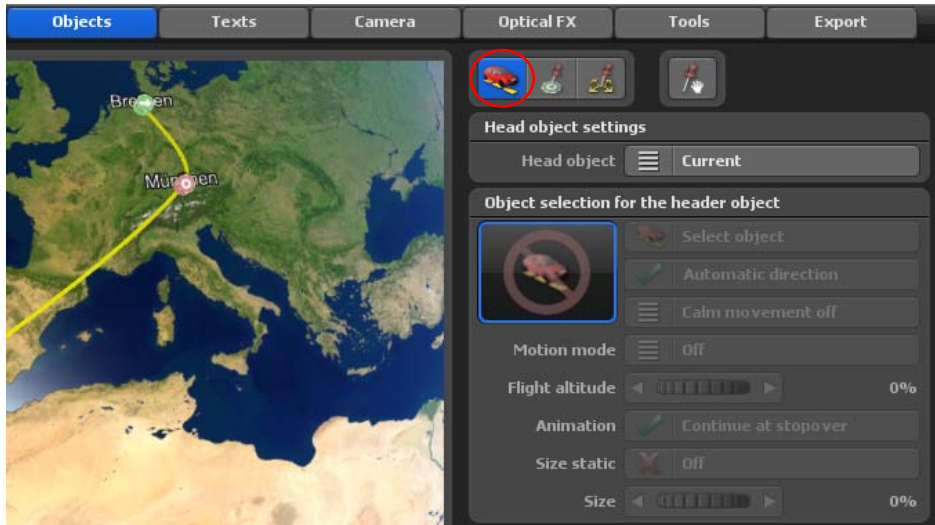 Objects Texts Camera Optical FX Tools Export
Bremen
München
Head object settings
Head object Current
Object selection for the header object
Select object
Automatic direction
Calm movement off
Motion mode Off
Flight altitude 0%
Animation Continue at stopover
Size static Off
Size 0%